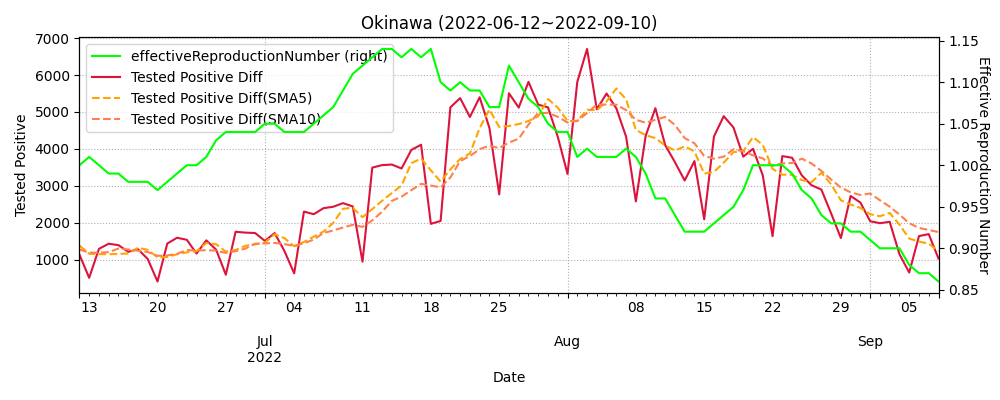 Okinawa (2022-06-12~2022-09-10)
effectiveReproductionNumber (right)
Tested Positive Diff
Tested Positive Diff(SMA5)
Tested Positive Diff(SMA10)
Tested Positive
7000
6000
5000
4000
3000
2000
1000
1.15
1.10
1.05
1.00
0.95
0.90
0.85
Effective Reproduction Number
13 20 27 04 11 18 25 08 15 22 29 05
Jul Aug Sep
2022
Date